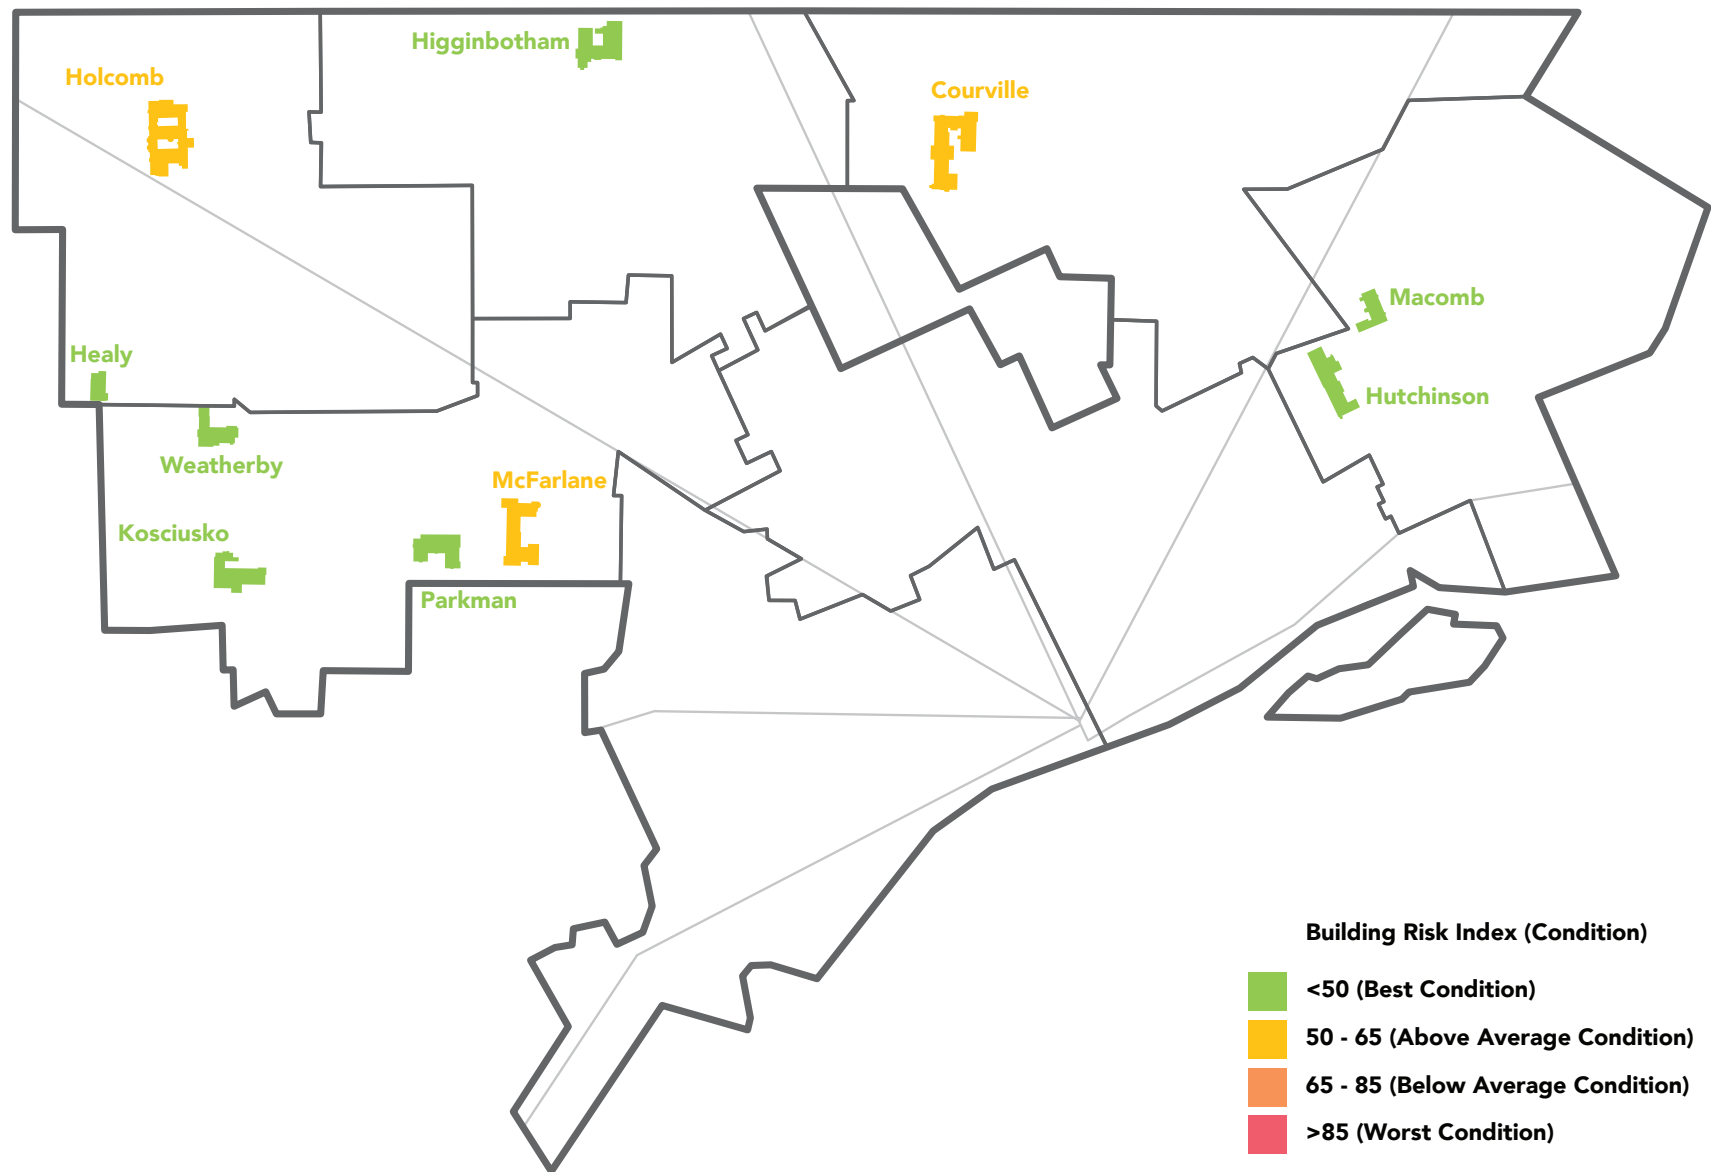 Higginbotham
Holcomb
Courville
Macomb
Healy
Hutchinson
Weatherby
McFarlane
Kosciusko
Parkman
Building Risk Index (Condition)
<50 (Best Condition)
50 - 65 (Above Average Condition)
65 - 85 (Below Average Condition)
>85 (Worst Condition)